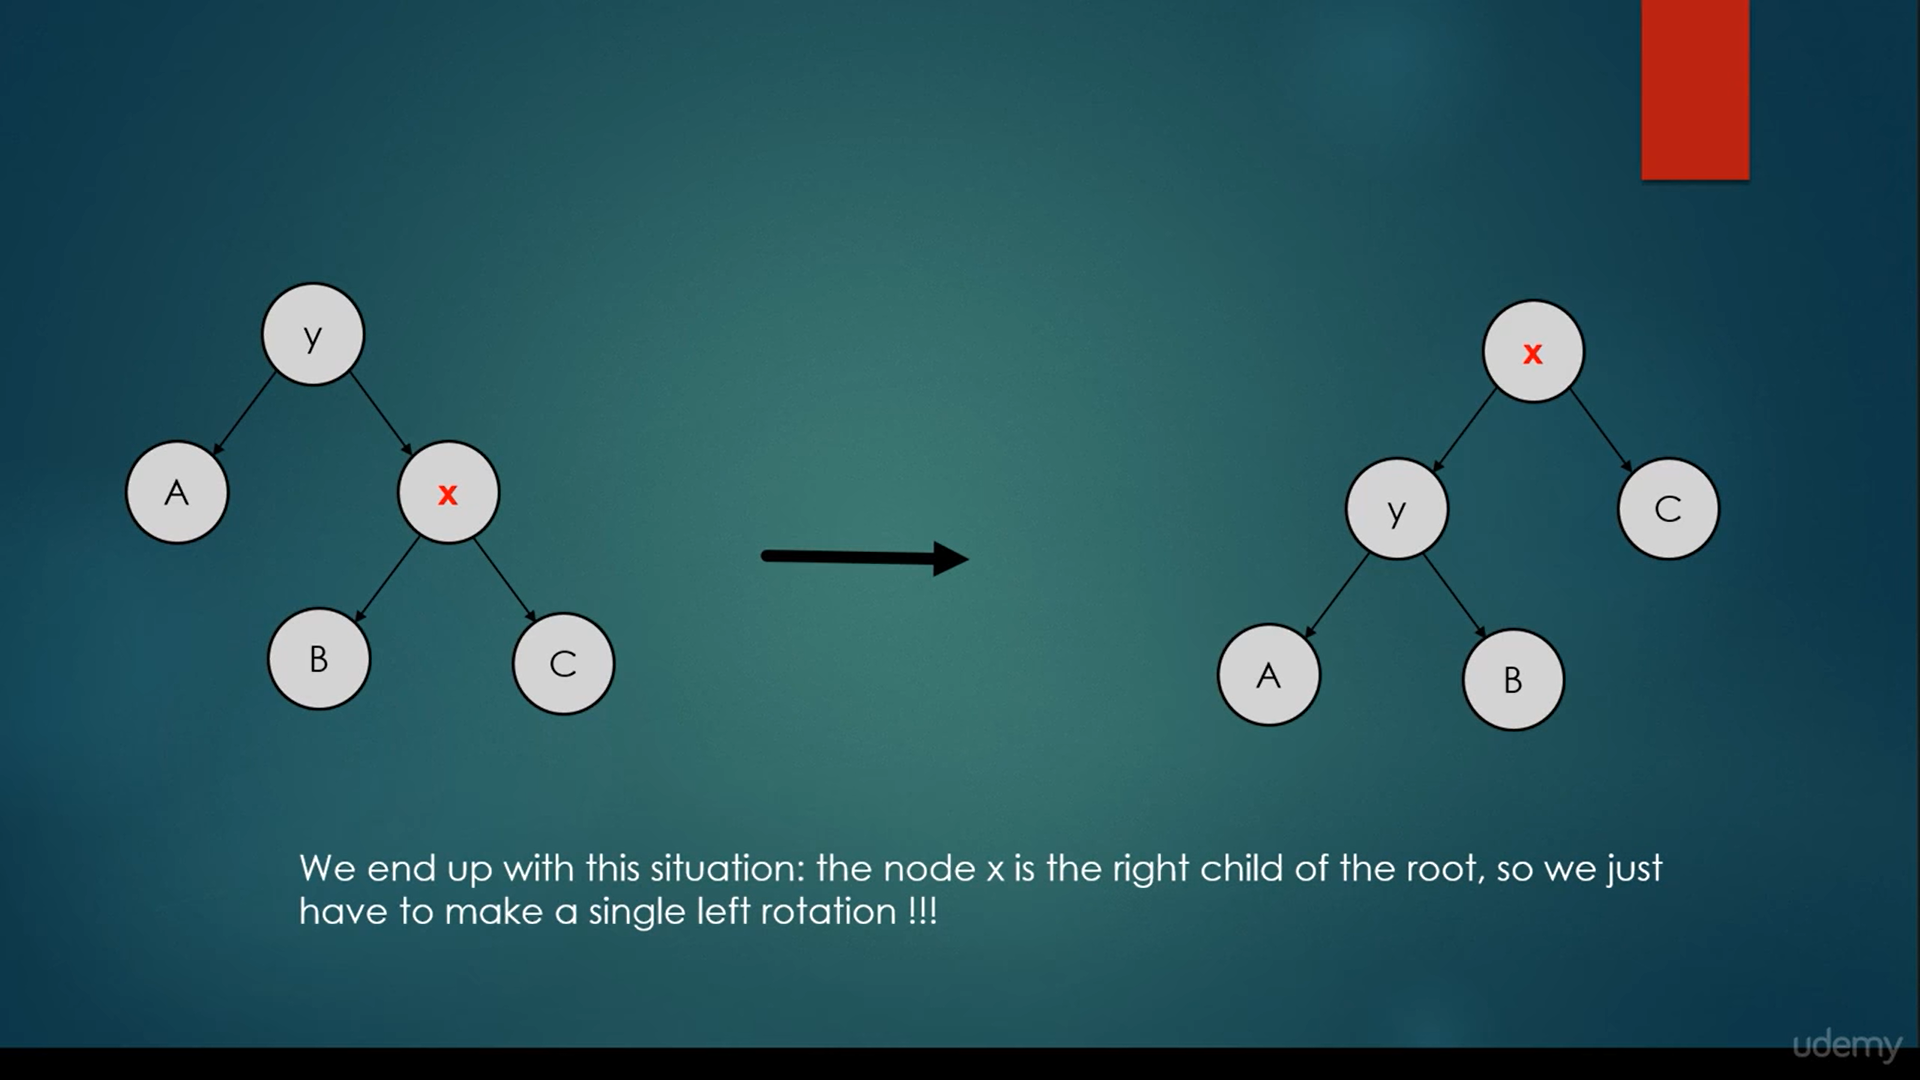 y
A
x
B
C
x
y
C
A
B
We end up with this situation: the node x is the right child of the root, so we just
have to make a single left rotation !!!
udemy